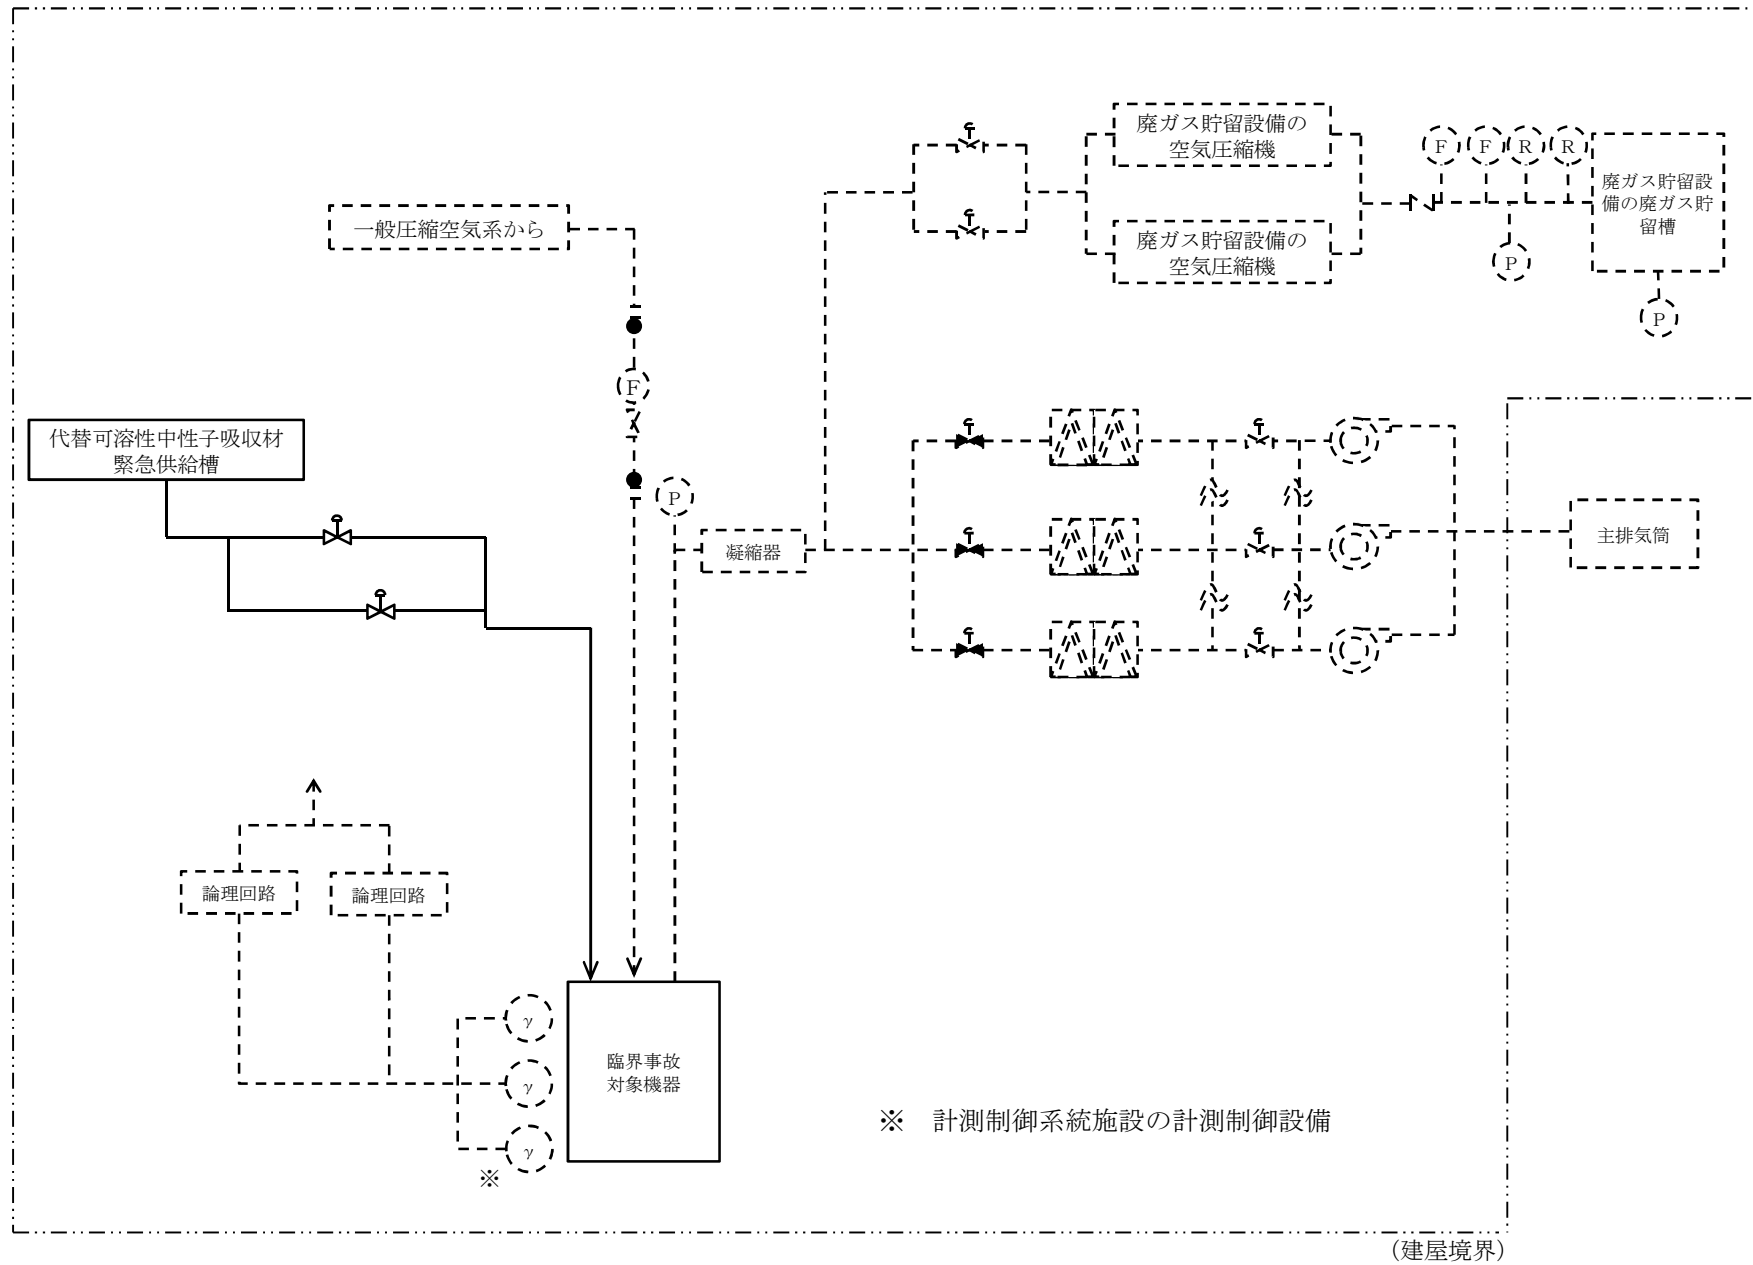 廃ガス貯留設備の
空気圧縮機
F
F
R
R
廃ガス貯留設
備の廃ガス貯
留槽
一般圧縮空気系から
廃ガス貯留設備の
空気圧縮機
P
P
F
代替可溶性中性子吸収材
緊急供給槽
P
凝縮器
主排気筒
論理回路
論理回路
γ
γ
γ
※
臨界事故
対象機器
※ 計測制御系統施設の計測制御設備
(建屋境界)